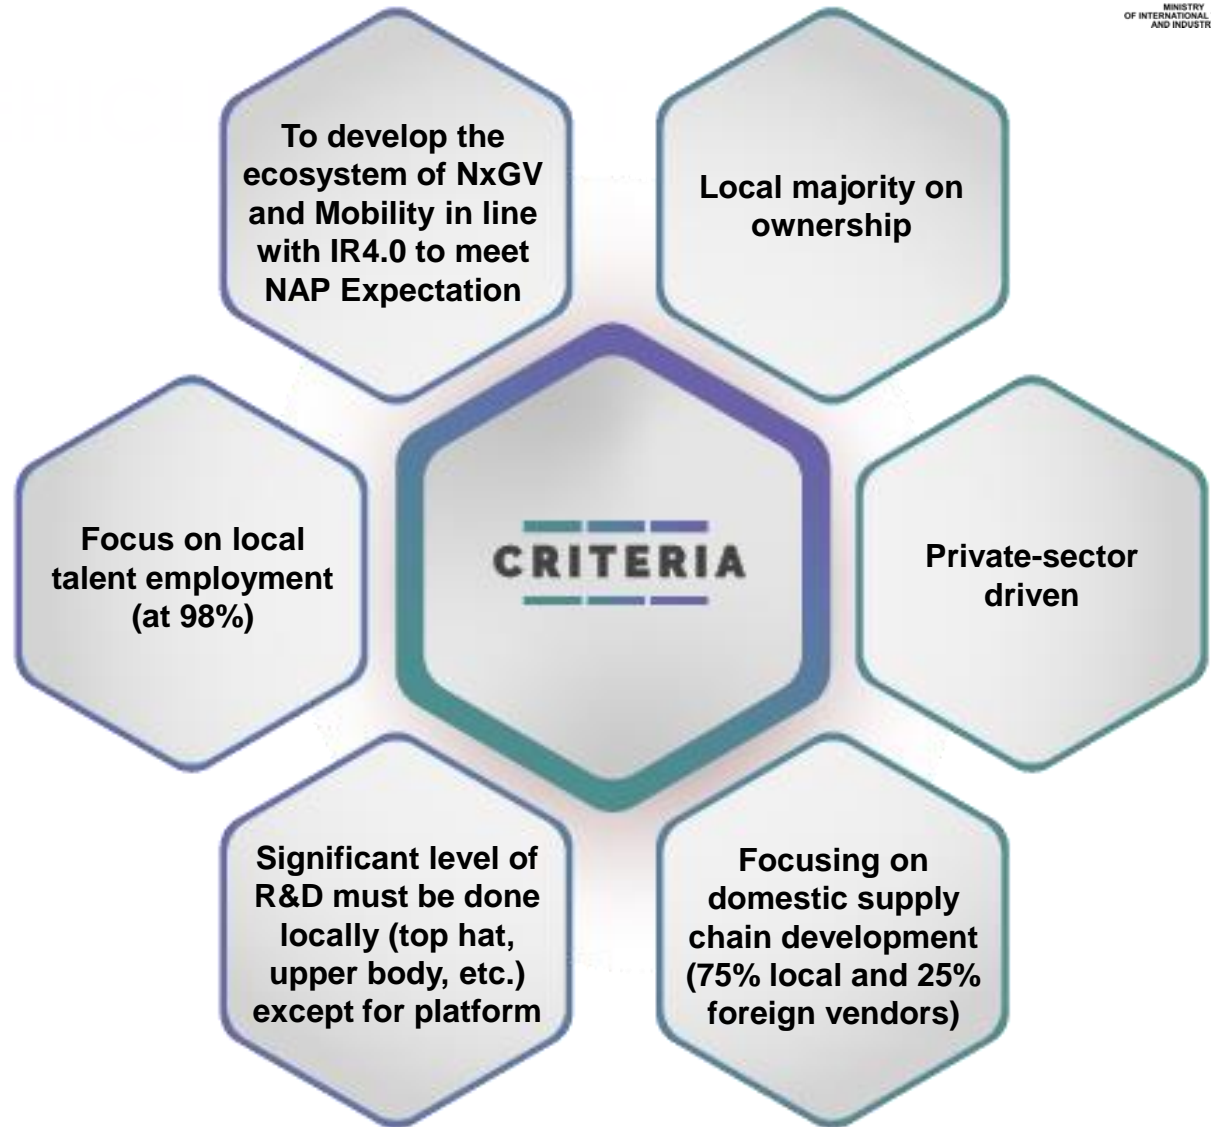 MINISTRY
OF INTERNATIONAL
AND INDUSTR
To develop the
ecosystem of NxGV
and Mobility in line
with IR4.0 to meet
NAP Expectation
Local majority on
ownership
Focus on local
talent employment
(at 98%)
CRITERIA
Private-sector
driven
Significant level of
R&D must be done
locally (top hat,
upper body, etc.)
except for platform
Focusing on
domestic supply
chain development
(75% local and 25%
foreign vendors)